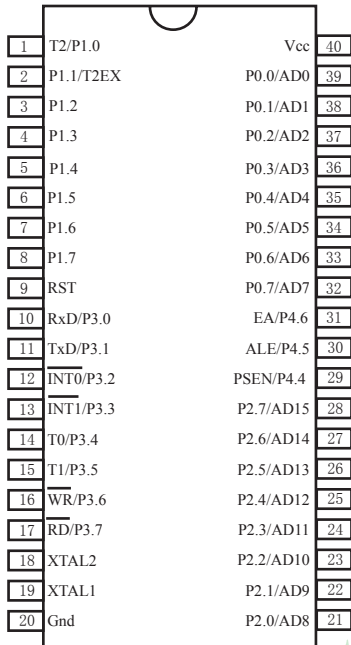 1 T2/P1.0 Vcc 40
2 P1.1/T2EX P0.0/AD0 39
3 P1.2 P0.1/AD1 38
4 P1.3 P0.2/AD2 37
5 P1.4 P0.3/AD3 36
6 P1.5 P0.4/AD4 35
7 P1.6 P0.5/AD5 34
8 P1.7 P0.6/AD6 33
9 RST P0.7/AD7 32
10 RxD/P3.0 EA/P4.6 31
11 TxD/P3.1 ALE/P4.5 30
12 I̅N̅T̅0̅/P3.2 PSEN/P4.4 29
13 I̅N̅T̅1̅/P3.3 P2.7/AD15 28
14 T0/P3.4 P2.6/AD14 27
15 T1/P3.5 P2.5/AD13 26
16 W̅R̅/P3.6 P2.4/AD12 25
17 R̅D̅/P3.7 P2.3/AD11 24
18 XTAL2 P2.2/AD10 23
19 XTAL1 P2.1/AD9 22
20 Gnd P2.0/AD8 21